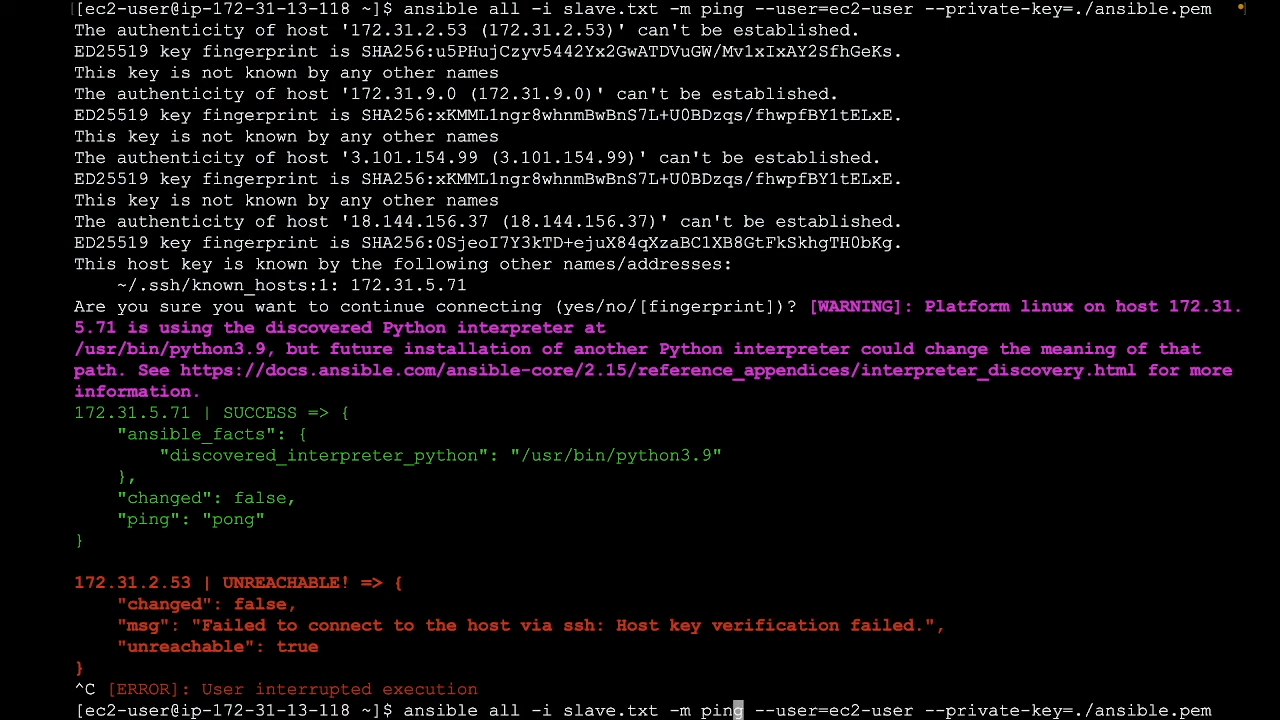 [ec2-user@ip-172-31-13-118 ~]$ ansible all -i slave.txt -m ping --user=ec2-user --private-key=./ansible.pem
The authenticity of host '172.31.2.53 (172.31.2.53)' can't be established.
ED25519 key fingerprint is SHA256:u5PHujCzyv5442Yx2GwATDVuGW/Mv1xIxAY2SfhGeKs.
This key is not known by any other names
The authenticity of host '172.31.9.0 (172.31.9.0)' can't be established.
ED25519 key fingerprint is SHA256:xKMML1ngr8whnmBwBnS7L+U0BDzqs/fhwpfBY1tELxE.
This key is not known by any other names
The authenticity of host '3.101.154.99 (3.101.154.99)' can't be established.
ED25519 key fingerprint is SHA256:xKMML1ngr8whnmBwBnS7L+U0BDzqs/fhwpfBY1tELxE.
This key is not known by any other names
The authenticity of host '18.144.156.37 (18.144.156.37)' can't be established.
ED25519 key fingerprint is SHA256:0SjeoI7Y3kTD+ejuX84qXzaBC1XB8GtFkSkhgTH0bKg.
This host key is known by the following other names/addresses:
    ~/.ssh/known_hosts:1: 172.31.5.71
Are you sure you want to continue connecting (yes/no/[fingerprint])? [WARNING]: Platform linux on host 172.31.
5.71 is using the discovered Python interpreter at
/usr/bin/python3.9, but future installation of another Python interpreter could change the meaning of that
path. See https://docs.ansible.com/ansible-core/2.15/reference_appendices/interpreter_discovery.html for more
information.
172.31.5.71 | SUCCESS => {
    "ansible_facts": {
        "discovered_interpreter_python": "/usr/bin/python3.9"
    },
    "changed": false,
    "ping": "pong"
}
172.31.2.53 | UNREACHABLE! => {
    "changed": false,
    "msg": "Failed to connect to the host via ssh: Host key verification failed.",
    "unreachable": true
}
^C [ERROR]: User interrupted execution
[ec2-user@ip-172-31-13-118 ~]$ ansible all -i slave.txt -m ping --user=ec2-user --private-key=./ansible.pem